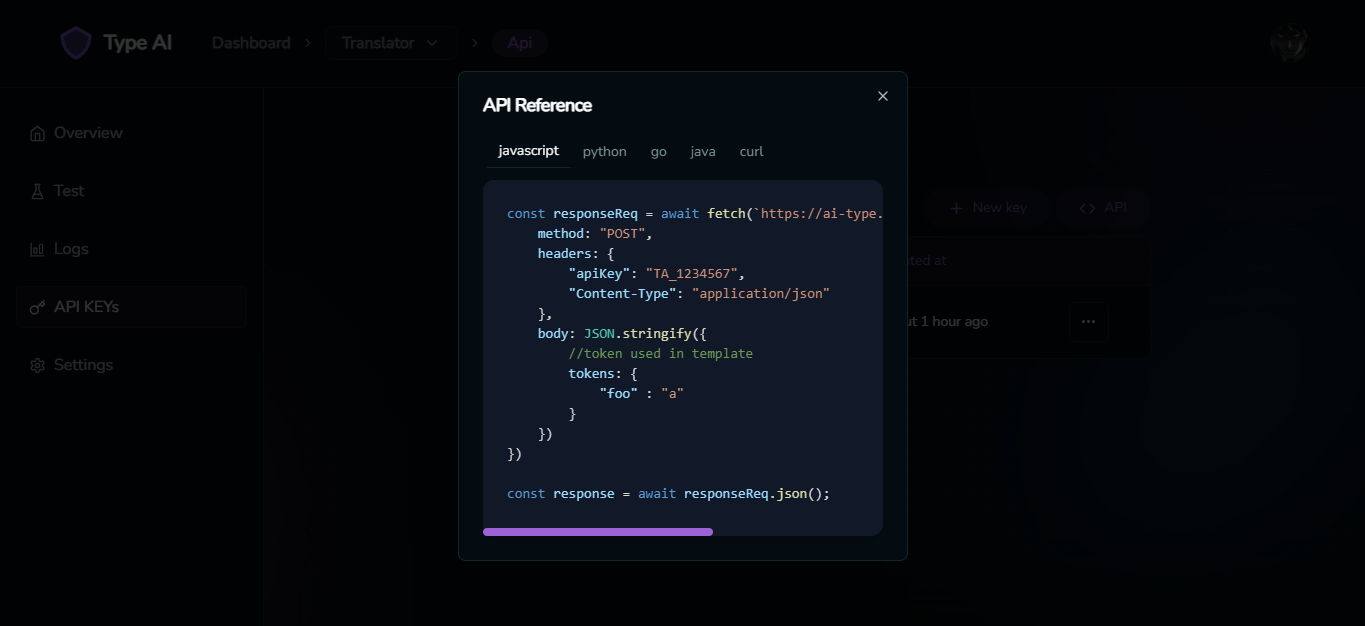 Type AI
Dashboard
Translator
Api
Overview
Test
Logs
API KEYs
Settings
API Reference
javascript python go java curl
const responseReq = await fetch(`https://ai-type.
method: "POST",
headers: {
"apiKey": "TA_1234567",
"Content-Type": "application/json"
},
body: JSON.stringify({
//token used in template
tokens: {
"foo" : "a"
}
})
})
const response = await responseReq.json();
+ New key
<> API
at
1 hour ago
...